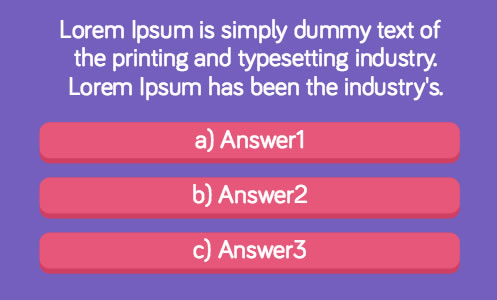 Lorem Ipsum is simply dummy text of
the printing and typesetting industry.
Lorem Ipsum has been the industry's.
a) Answer1
b) Answer2
c) Answer3